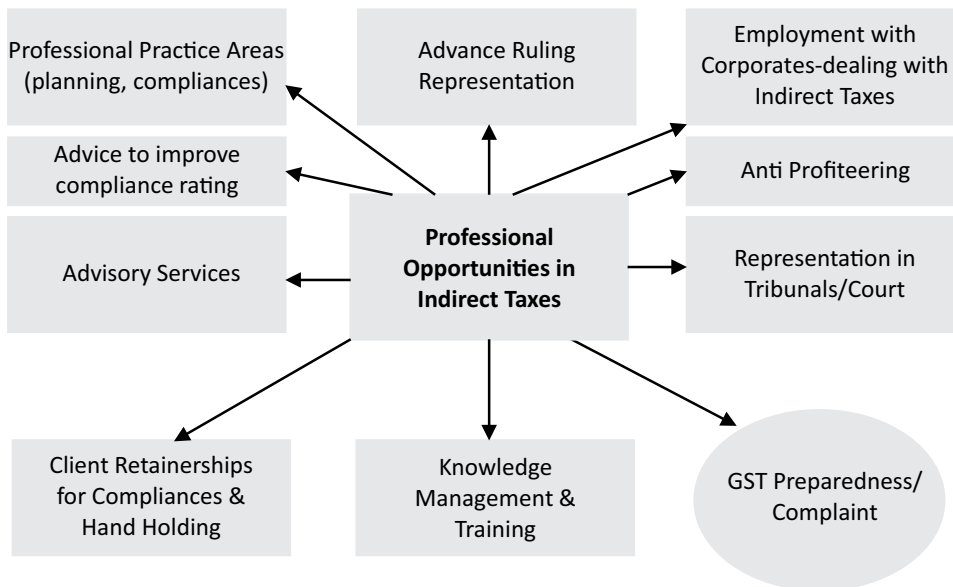 Professional Practice Areas
(planning, compliances)
Advance Ruling
Representation
Employment with
Corporates-dealing with
Indirect Taxes
Advice to improve
compliance rating
Anti Profiteering
Professional
Opportunities in
Indirect Taxes
Advisory Services
Representation in
Tribunals/Court
Client Retainerships
for Compliances &
Hand Holding
Knowledge
Management &
Training
GST Preparedness/
Complaint